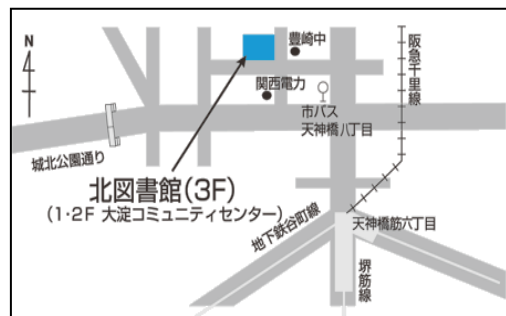 N
豊崎中
阪急千里線
関西電力
市バス
天神橋八丁目
城北公園通り
北図書館(3F)
(1・2F 大淀コミュニティセンター)
地下鉄谷町線
天神橋筋六丁目
堺筋線